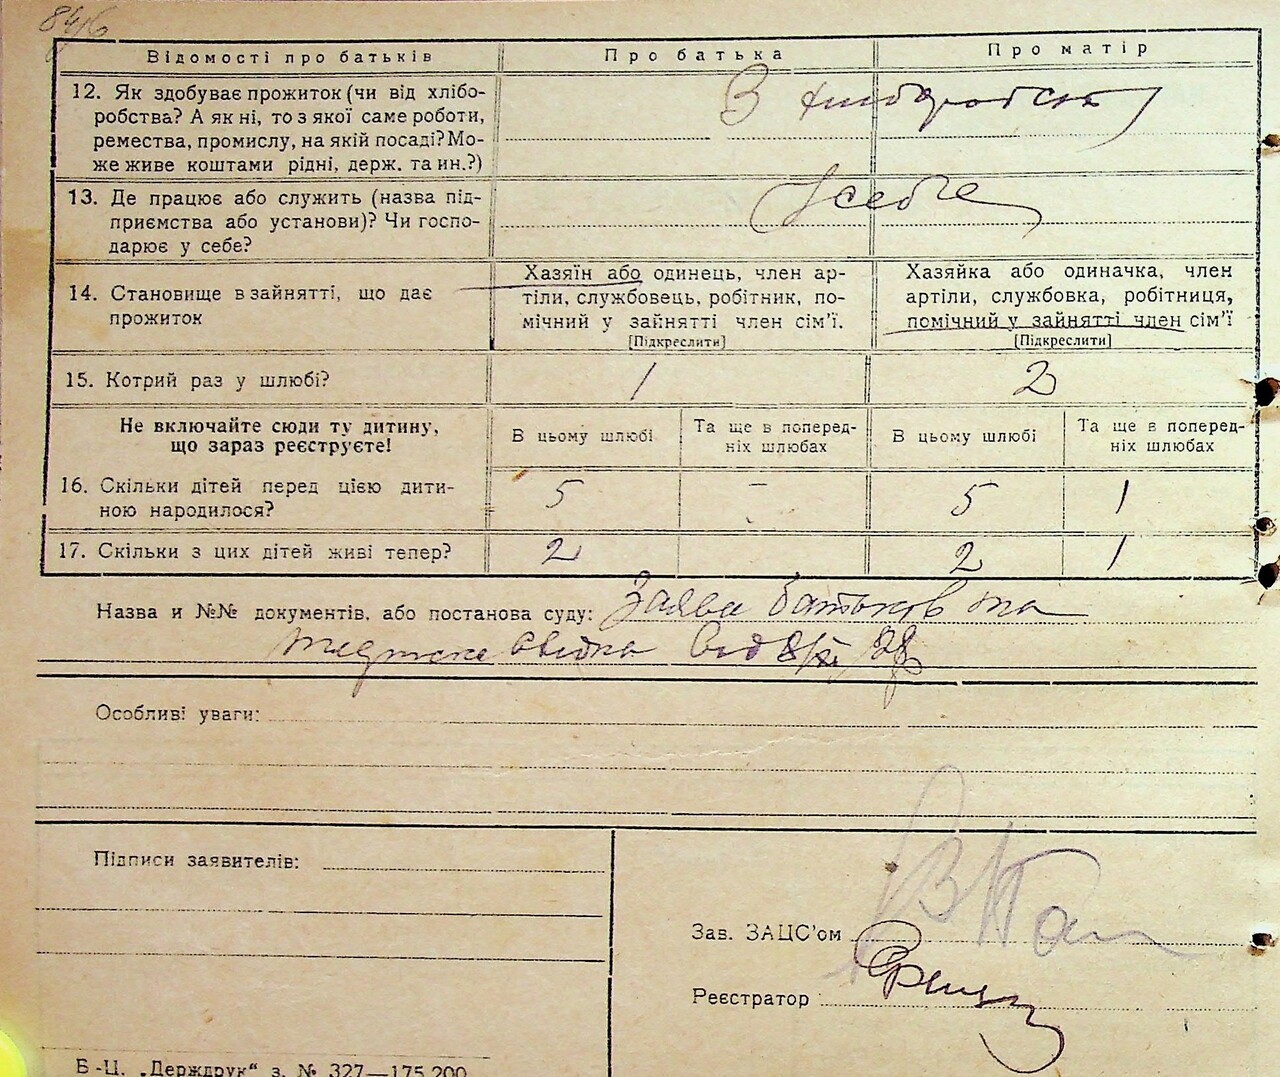 84/6
Відомості про батьків
Про батька
Про матір
12. Як здобуває прожиток (чи від хлібо-
робства? А як ні, то з якої саме роботи,
ремества, промислу, на якій посаді? Мо-
же живе коштами рідні, держ. та ин.?)
З хліборобства
13. Де працює або служить (назва під-
приємства або установи)? Чи госпо-
дарює у себе?
У себе
14. Становище в зайнятті, що дає
прожиток
Хазяїн або одинець, член ар-
тіли, службовець, робітник, по-
мічний у зайнятті член сім’ї.
[Підкреслити]
Хазяйка або одиначка, член
артіли, службовка, робітниця,
помічний у зайнятті член сім’ї
[Підкреслити]
15. Котрий раз у шлюбі?
1
2
Не включайте сюди ту дитину,
що зараз реєструєте!
В цьому шлюбі
Та ще в поперед-
ніх шлюбах
В цьому шлюбі
Та ще в поперед-
ніх шлюбах
16. Скільки дітей перед цією дити-
ною народилося?
5
—
5
1
17. Скільки з цих дітей живі тепер?
2
2
1
Назва и №№ документів, або постанова суду: Заява батьков та
довідка від 8/XI 28
Особливі уваги:
Підписи заявителів:
Зав. ЗАЦС’ом
Реєстратор
Б-Ц. „Держдрук“ з. № 327—175.200